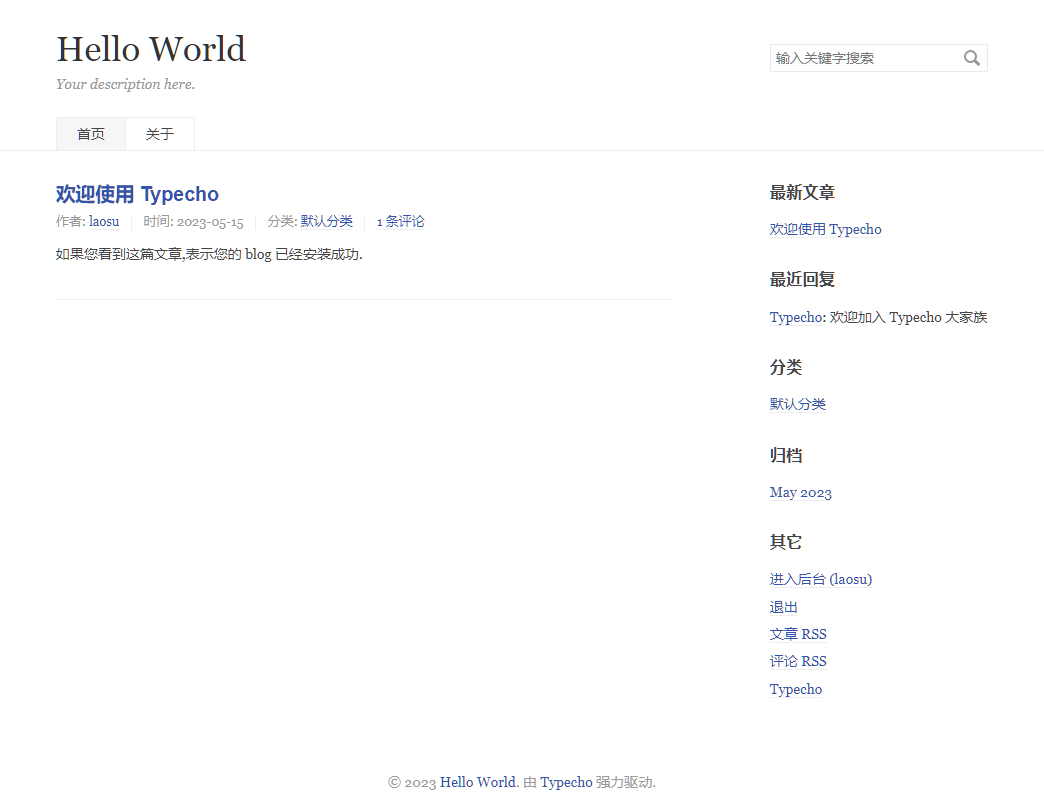 Hello World
Your description here.
输入关键字搜索
首页 关于
欢迎使用 Typecho
作者: laosu 时间: 2023-05-15 分类: 默认分类 1 条评论
如果您看到这篇文章,表示您的 blog 已经安装成功.
最新文章
欢迎使用 Typecho
最近回复
Typecho: 欢迎加入 Typecho 大家族
分类
默认分类
归档
May 2023
其它
进入后台 (laosu)
退出
文章 RSS
评论 RSS
Typecho
© 2023 Hello World. 由 Typecho 强力驱动.